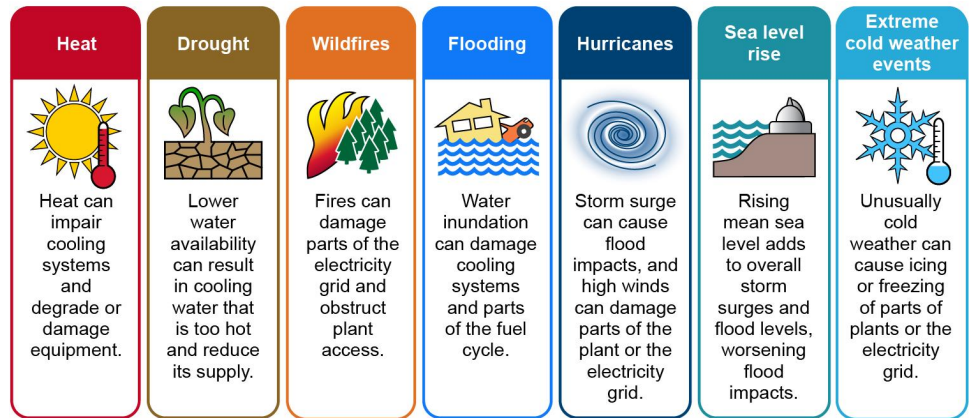 Heat
Heat can
impair
cooling
systems
and
degrade or
damage
equipment.
Drought
Lower
water
availability
can result
in cooling
water that
is too hot
and reduce
its supply.
Wildfires
Fires can
damage
parts of the
electricity
grid and
obstruct
plant
access.
Flooding
Water
inundation
can damage
cooling
systems
and parts
of the fuel
cycle.
Hurricanes
Storm surge
can cause
flood
impacts, and
high winds
can damage
parts of the
plant or the
electricity
grid.
Sea level
rise
Rising
mean sea
level adds
to overall
storm
surges and
flood levels,
worsening
flood
impacts.
Extreme
cold weather
events
Unusually
cold
weather can
cause icing
or freezing
of parts of
plants or the
electricity
grid.